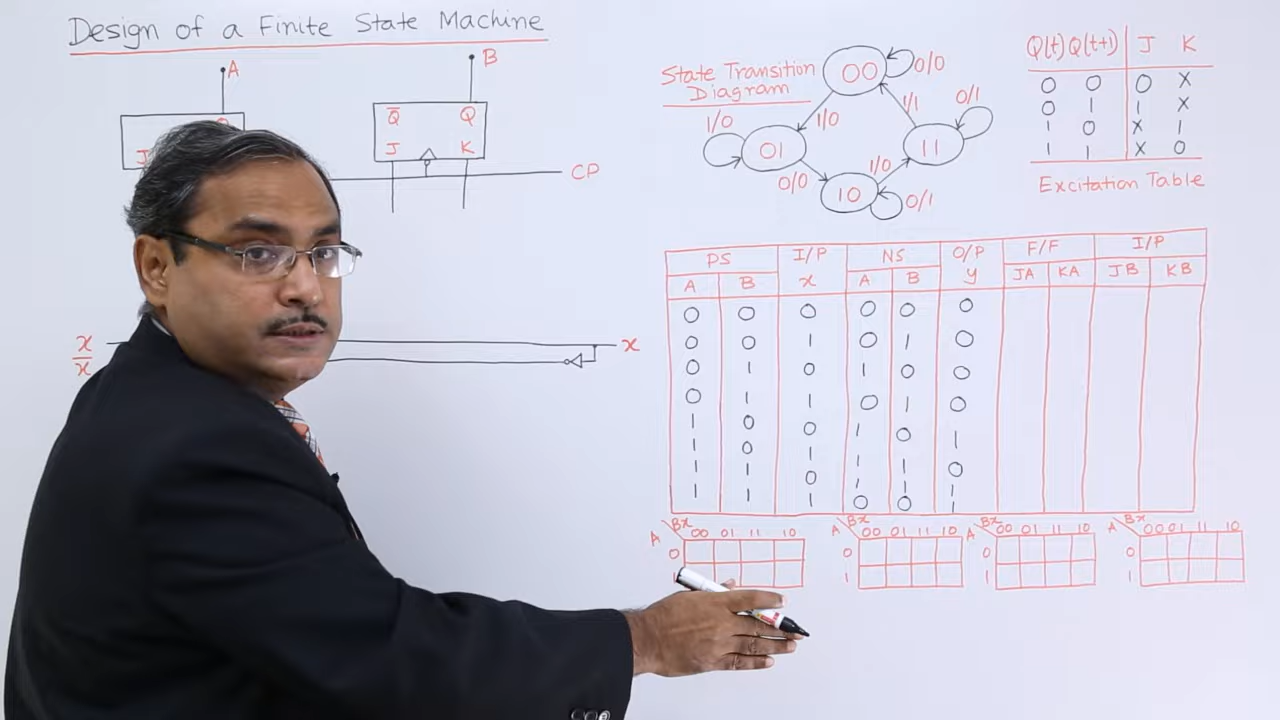 Design of a Finite State Machine
A
B
Q̅ Q
J K
J
CP
x x
x̅
State Transition
Diagram
00 0/0
1/0 1/1 0/1
1/0 01 11
0/0 1/0
10 0/1
Q(t) Q(t+1) J K
0 0 0 x
0 1 1 x
1 0 x 1
1 1 x 0
Excitation Table
PS I/P NS O/P F/F I/P
A B x A B y JA KA JB KB
0 0 0 0 0 0
0 0 1 0 1 0
0 1 0 1 0 0
0 1 1 0 1 0
1 0 0 1 0 1
1 0 1 1 1 0
1 1 0 1 1 1
1 1 1 0 0 1
A Bx 00 01 11 10 A Bx 00 01 11 10 A Bx 00 01 11 10 A Bx 00 01 11 10
0 0 0 0
1 1 1 1